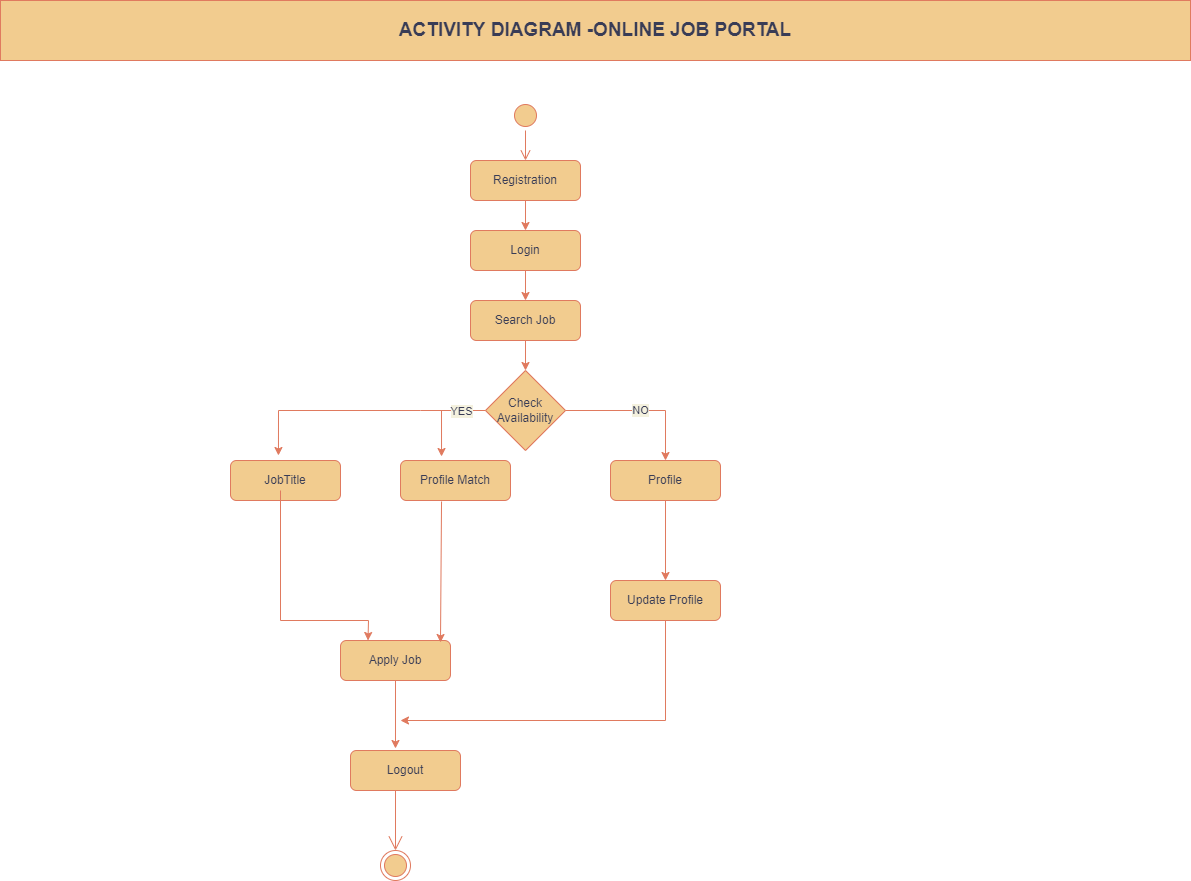 ACTIVITY DIAGRAM -ONLINE JOB PORTAL
Registration
Login
Search Job
Check
Availability
YES
NO
JobTitle
Profile Match
Profile
Update Profile
Apply Job
Logout